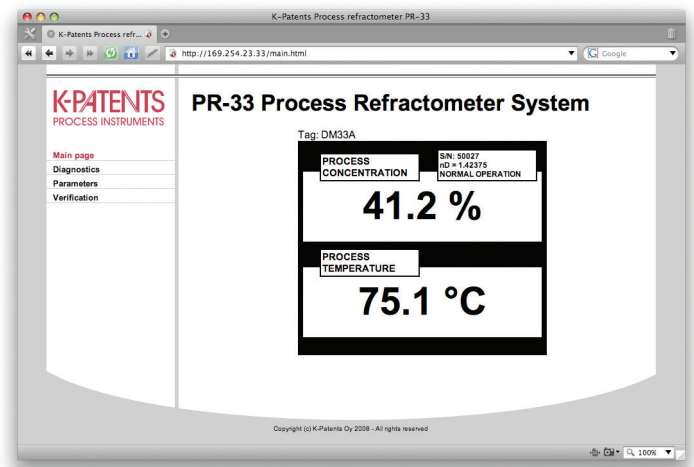 K-Patents Process refractometer PR-33
K-Patents Process refr...
http://169.254.23.33/main.html
Google
K-PATENTS
PROCESS INSTRUMENTS
Main page
Diagnostics
Parameters
Verification
PR-33 Process Refractometer System
Tag: DM33A
PROCESS
CONCENTRATION
S/N: 50027
nD = 1.42375
NORMAL OPERATION
41.2 %
PROCESS
TEMPERATURE
75.1 °C
Copyright (c) K-Patents Oy 2008 - All rights reserved
100%